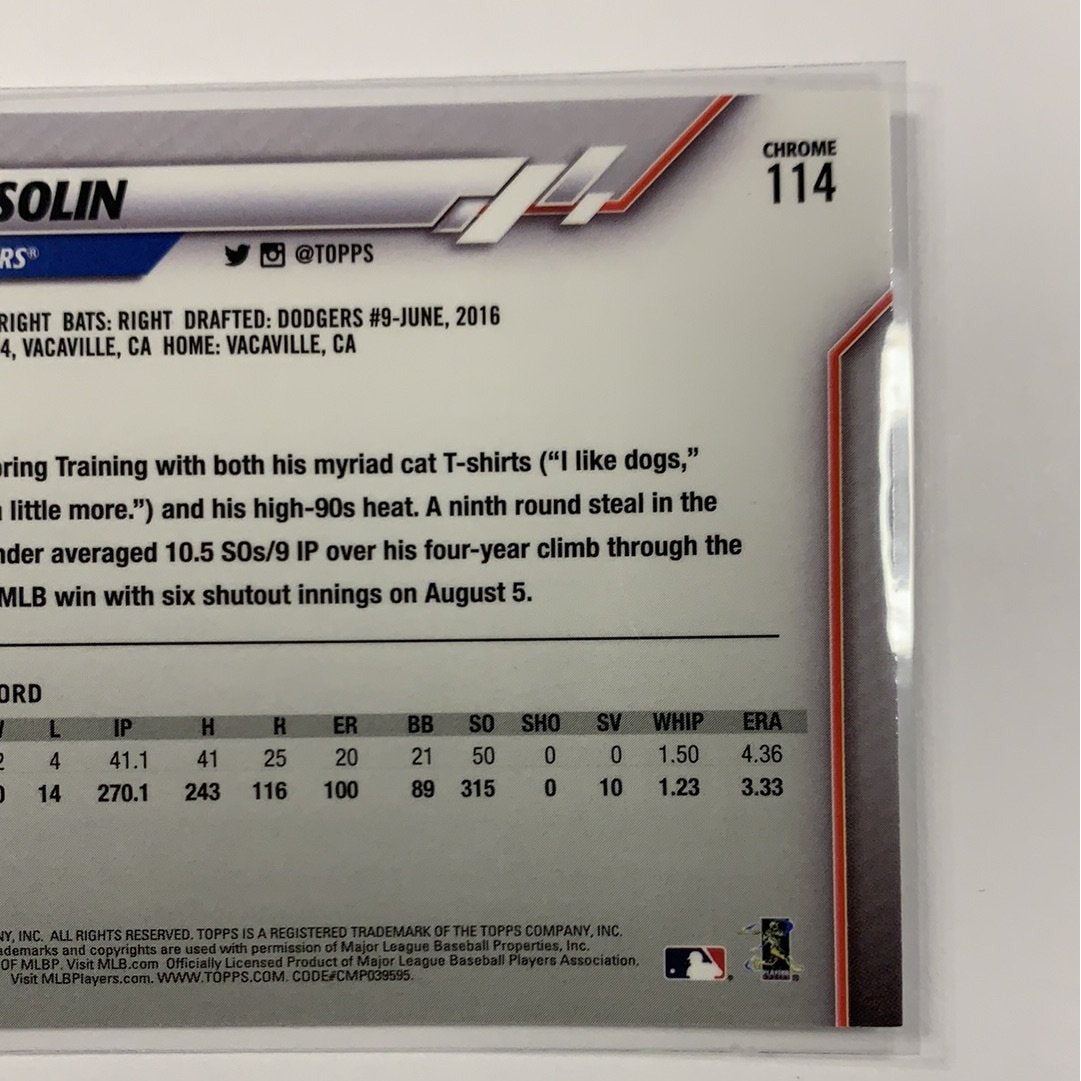 CHROME
114
SOLIN
RS®
@TOPPS
RIGHT BATS: RIGHT DRAFTED: DODGERS #9-JUNE, 2016
4, VACAVILLE, CA HOME: VACAVILLE, CA
pring Training with both his myriad cat T-shirts (“I like dogs,”
little more.”) and his high-90s heat. A ninth round steal in the
nder averaged 10.5 SOs/9 IP over his four-year climb through the
MLB win with six shutout innings on August 5.
ORD
L IP H R ER BB SO SHO SV WHIP ERA
2 4 41.1 41 25 20 21 50 0 0 1.50 4.36
0 14 270.1 243 116 100 89 315 0 10 1.23 3.33
NY, INC. ALL RIGHTS RESERVED. TOPPS IS A REGISTERED TRADEMARK OF THE TOPPS COMPANY, INC.
ademarks and copyrights are used with permission of Major League Baseball Properties, Inc.
OF MLBP. Visit MLB.com Officially Licensed Product of Major League Baseball Players Association.
Visit MLBPlayers.com. WWW.TOPPS.COM. CODE#CMP039595.